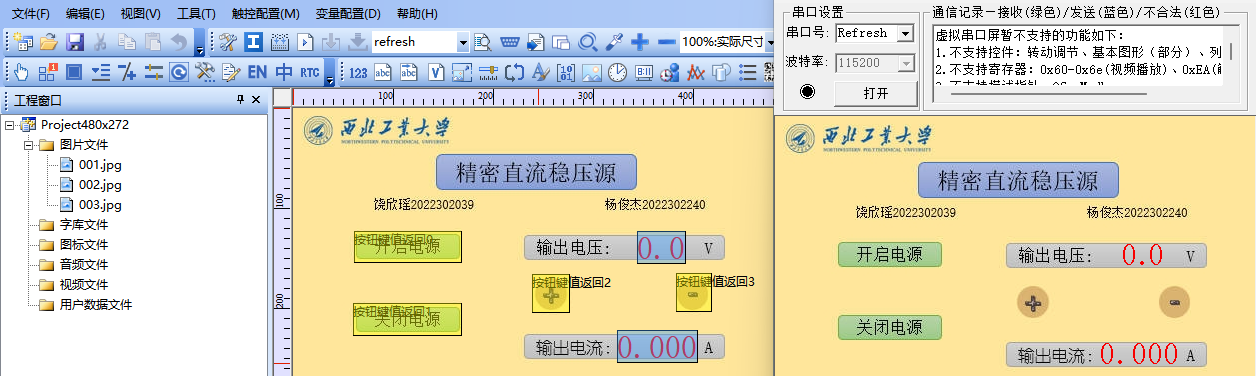 文件(F) 编辑(E) 视图(V) 工具(T) 触控配置(M) 变量配置(D) 帮助(H)
refresh 100%:实际尺寸
123 abc abc V EN 中 RTC
工程窗口
Project480x272
图片文件
001.jpg
002.jpg
003.jpg
字库文件
图标文件
音频文件
视频文件
用户数据文件
100 200 300 400
100
200
西北工业大学
NORTHWESTERN POLYTECHNICAL UNIVERSITY
精密直流稳压源
饶欣瑶2022302039 杨俊杰2022302240
按钮键值返回0
开启电源
输出电压: 0.0 V
按钮键值返回2 按钮键值返回3
按钮键值返回1
关闭电源
输出电流: 0.000 A
串口设置
串口号: Refresh
波特率: 115200
打开
通信记录—接收(绿色)/发送(蓝色)/不合法(红色)
虚拟串口屏暂不支持的功能如下:
1.不支持控件: 转动调节、基本图形（部分）、列
2.不支持寄存器: 0x60-0x6e(视频播放)、0xEA(
西北工业大学
NORTHWESTERN POLYTECHNICAL UNIVERSITY
精密直流稳压源
饶欣瑶2022302039 杨俊杰2022302240
开启电源
输出电压: 0.0 V
关闭电源
输出电流: 0.000 A